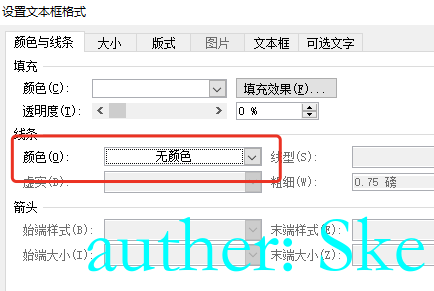 设置文本框格式
颜色与线条 大小 版式 图片 文本框 可选文字
填充
颜色(C): 填充效果(F)...
透明度(T): 0 %
线条
颜色(O): 无颜色 线型(S):
虚实(D): 粗细(W): 0.75 磅
箭头
始端样式(B): 末端样式(E):
始端大小(I): 末端大小(Z):
auther: Ske